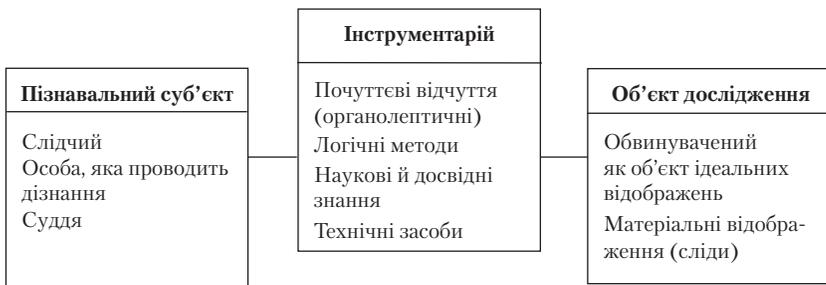 Пізнавальний суб’єкт
Слідчий
Особа, яка проводить
дізнання
Суддя
Інструментарій
Почуттєві відчуття
(органолептичні)
Логічні методи
Наукові й досвідні
знання
Технічні засоби
Об’єкт дослідження
Обвинувачений
як об’єкт ідеальних
відображень
Матеріальні відобра-
ження (сліди)